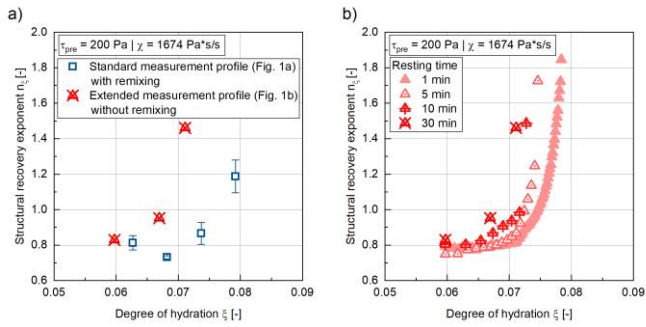 a)
τpre = 200 Pa | χ = 1674 Pa*s/s
Standard measurement profile (Fig. 1a)
with remixing
Extended measurement profile (Fig. 1b)
without remixing
Structural recovery exponent nξ [-]
2.0
1.8
1.6
1.4
1.2
1.0
0.8
0.6
0.05
0.06
0.07
0.08
0.09
Degree of hydration ξ [-]
b)
τpre = 200 Pa | χ = 1674 Pa*s/s
Resting time
1 min
5 min
10 min
30 min
Structural recovery exponent nξ [-]
2.0
1.8
1.6
1.4
1.2
1.0
0.8
0.6
0.05
0.06
0.07
0.08
0.09
Degree of hydration ξ [-]